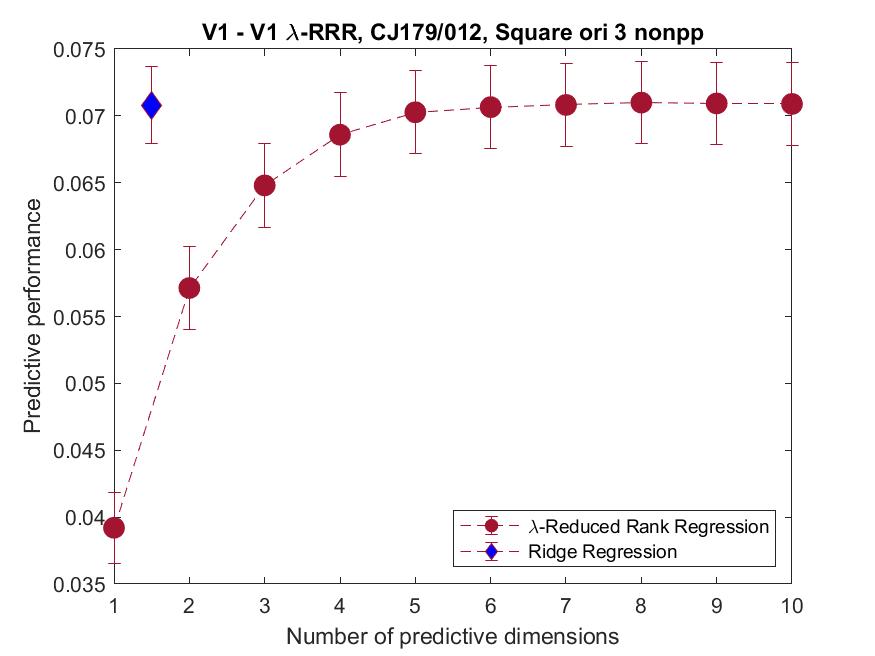 V1 - V1 λ-RRR, CJ179/012, Square ori 3 nonpp
Predictive performance
0.075
0.07
0.065
0.06
0.055
0.05
0.045
0.04
0.035
1 2 3 4 5 6 7 8 9 10
Number of predictive dimensions
λ-Reduced Rank Regression
Ridge Regression